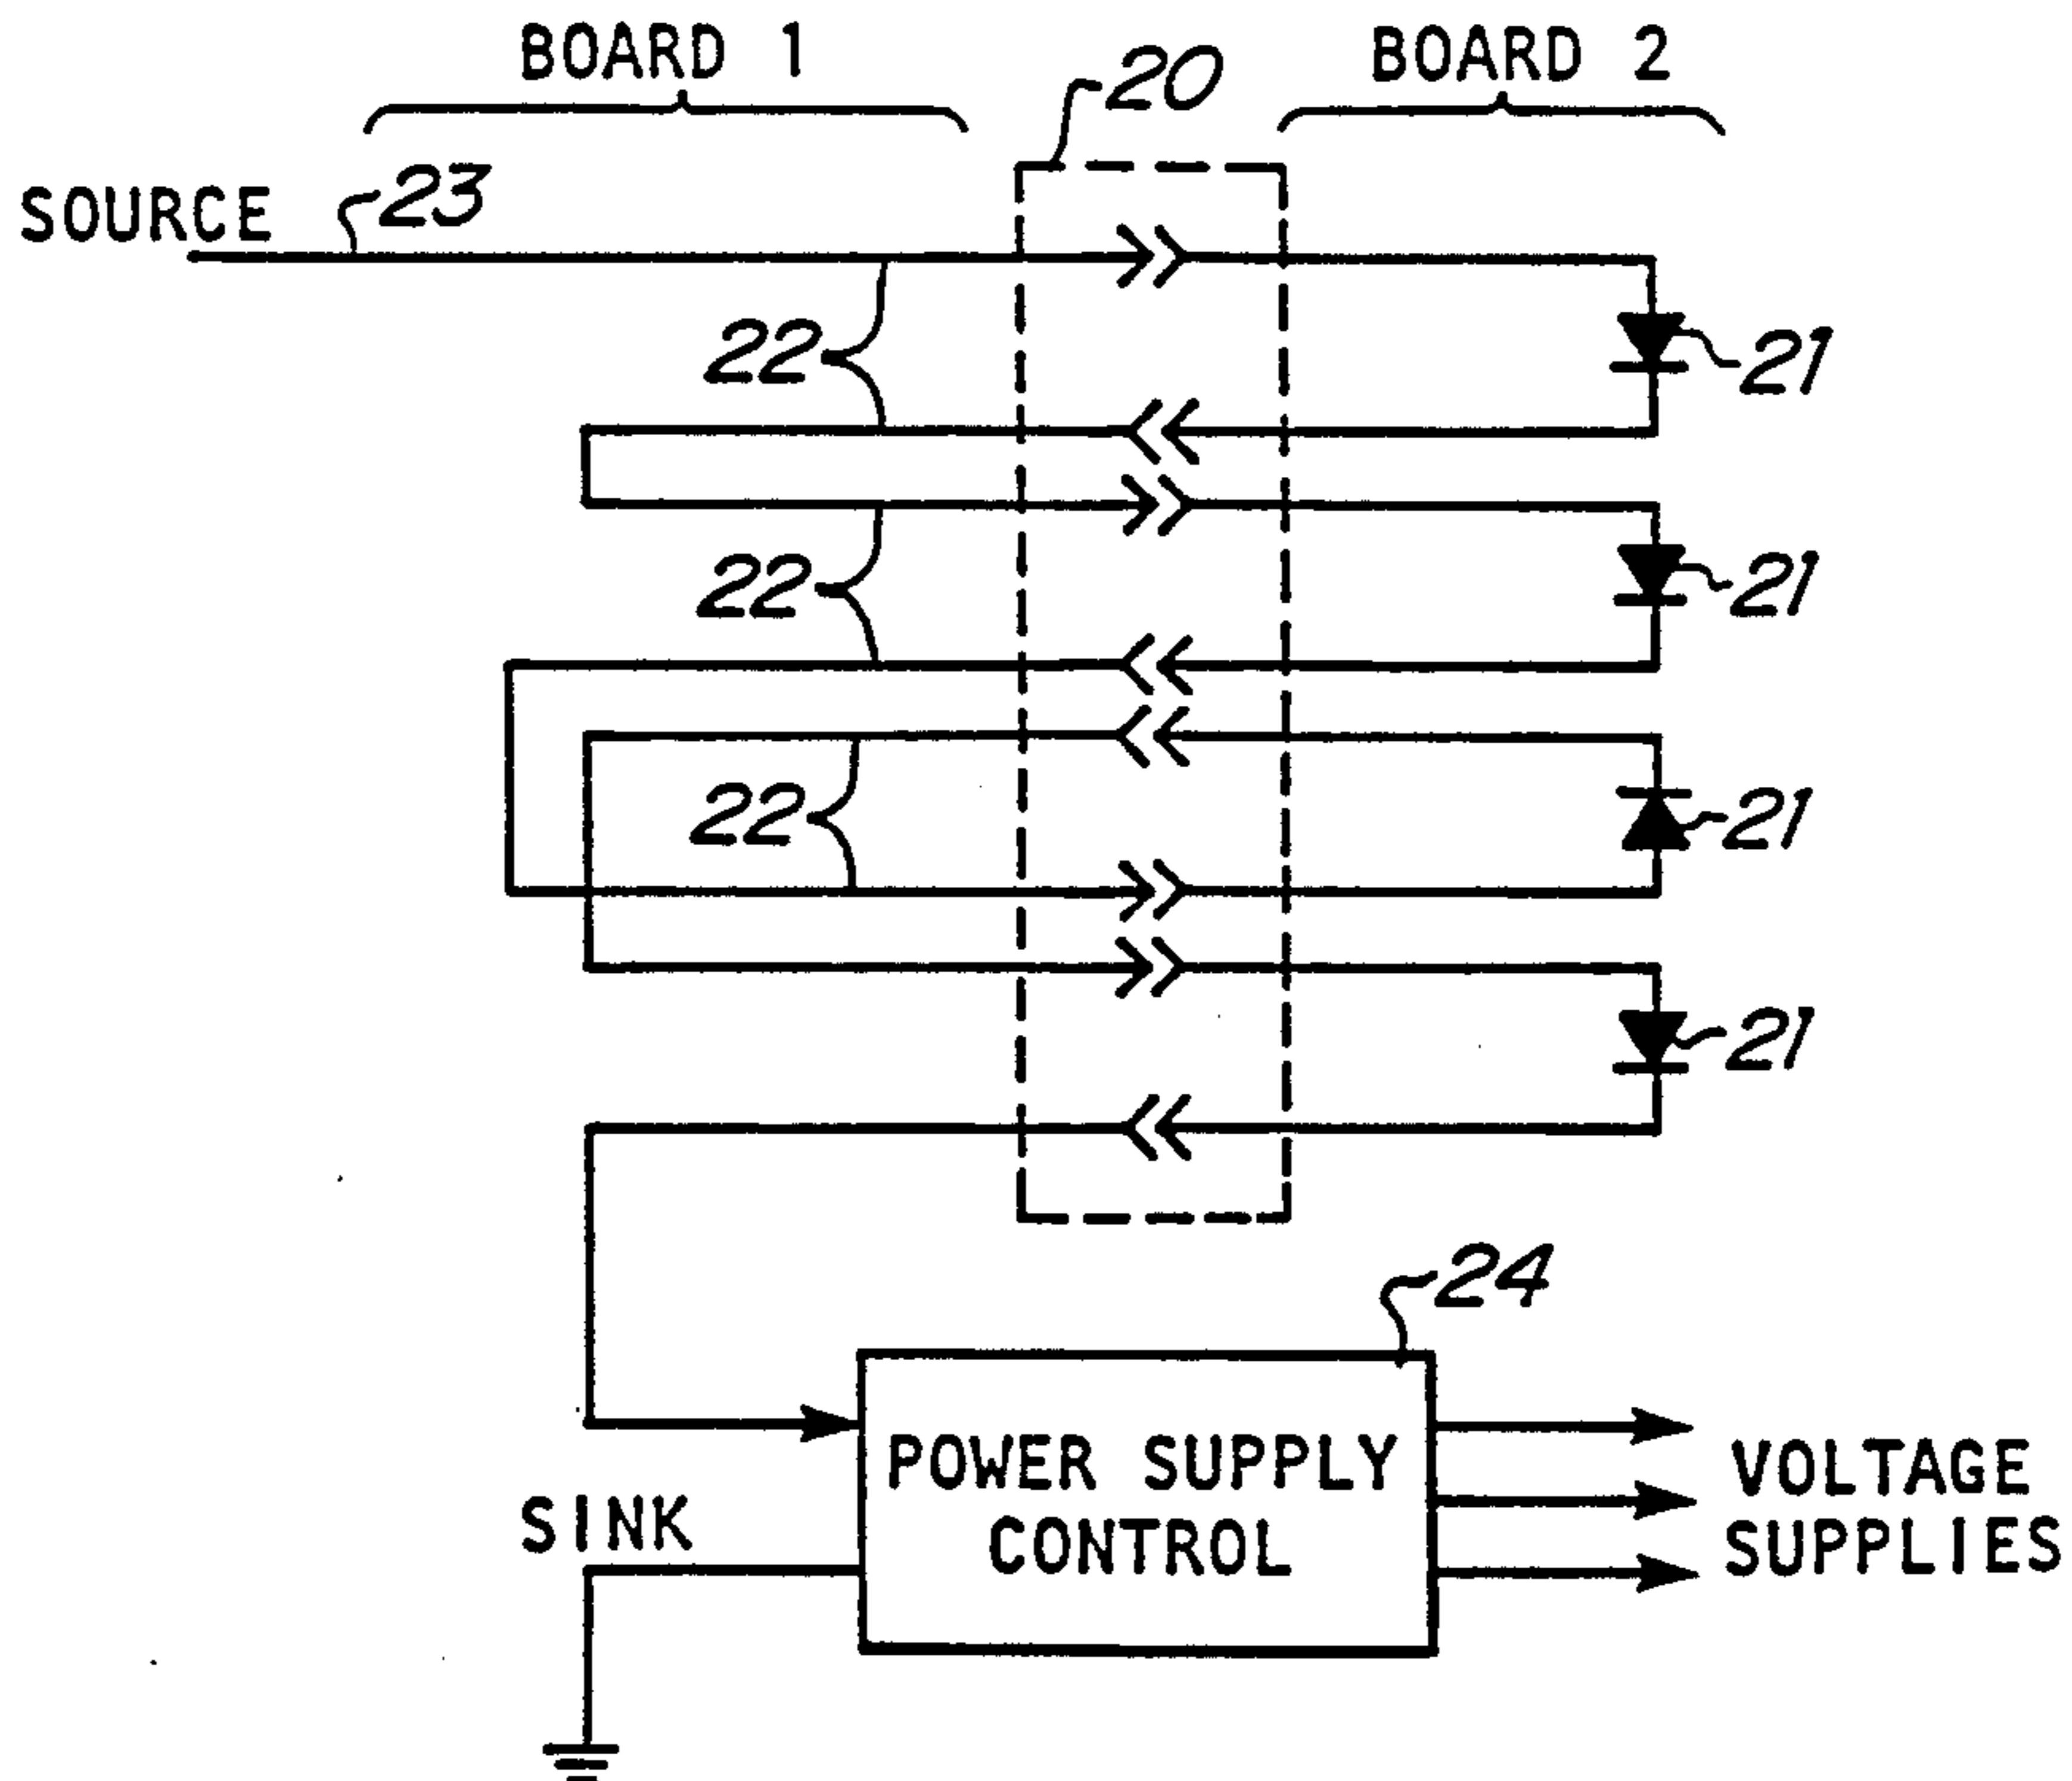 BOARD 1
20
BOARD 2
SOURCE
23
22
21
22
21
22
21
21
24
POWER SUPPLY
CONTROL
SINK
VOLTAGE
SUPPLIES